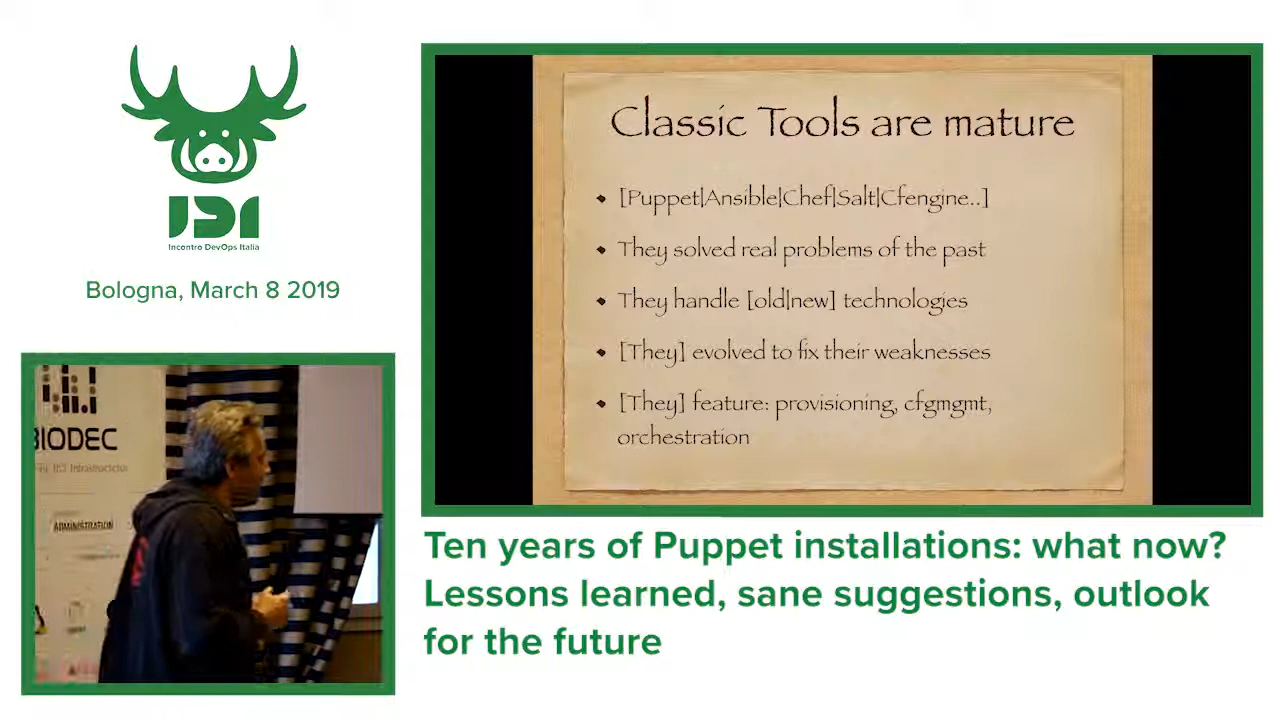 IDI
Incontro DevOps Italia
Bologna, March 8 2019
BIODEC
ADMINISTRATION
Classic Tools are mature
• [Puppet|Ansible|Chef|Salt|Cfengine..]
• They solved real problems of the past
• They handle [old|new] technologies
• [They] evolved to fix their weaknesses
• [They] feature: provisioning, cfgmgmt,
orchestration
Ten years of Puppet installations: what now?
Lessons learned, sane suggestions, outlook
for the future